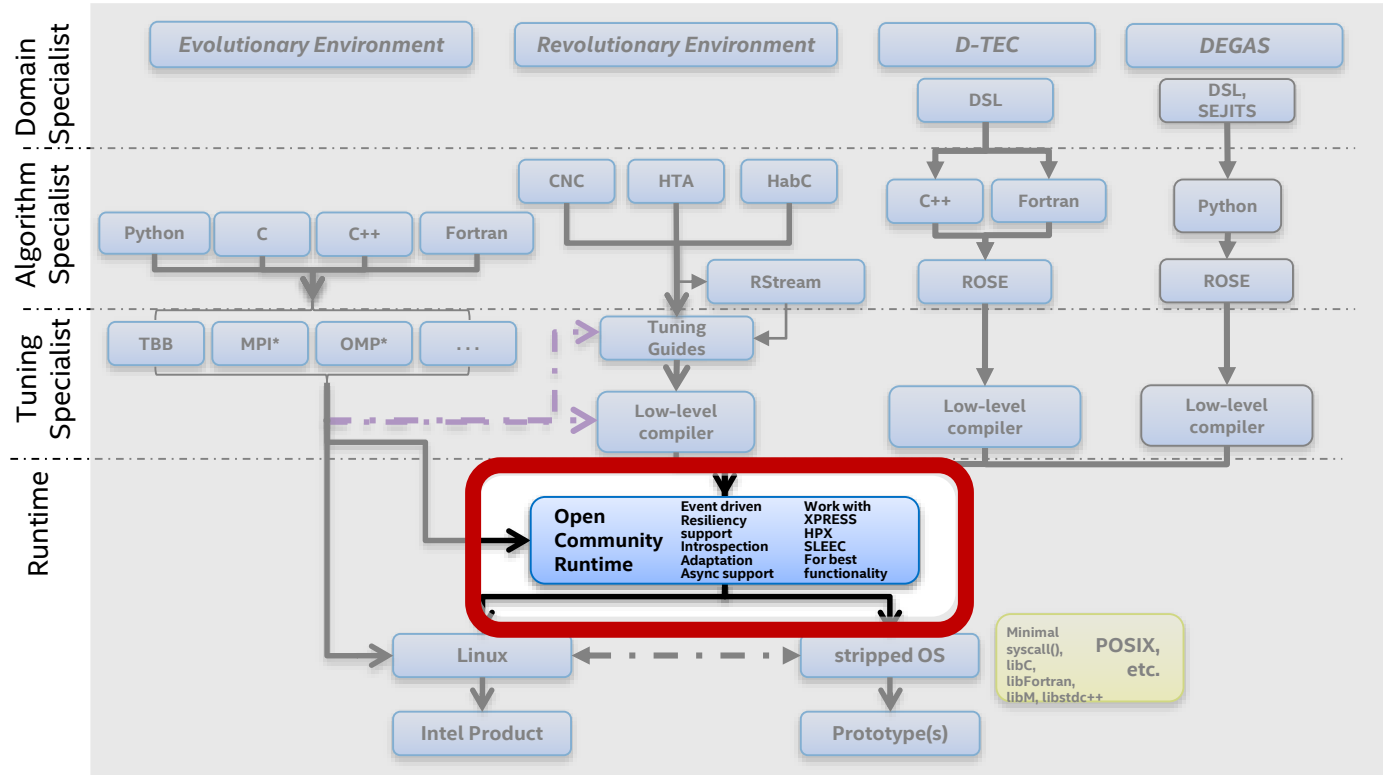 Evolutionary Environment
Revolutionary Environment
D-TEC
DEGAS
Domain
Specialist
DSL
DSL,
SEJITS
Algorithm
Specialist
CNC
HTA
HabC
C++
Fortran
Python
Python
C
C++
Fortran
RStream
ROSE
ROSE
Tuning
Specialist
TBB
MPI*
OMP*
. . .
Tuning
Guides
Low-level
compiler
Low-level
compiler
Low-level
compiler
Runtime
Open
Community
Runtime
Event driven
Resiliency
support
Introspection
Adaptation
Async support
Work with
XPRESS
HPX
SLEEC
For best
functionality
Linux
stripped OS
Minimal
syscall(),
libC,
libFortran,
libM, libstdc++
POSIX,
etc.
Intel Product
Prototype(s)